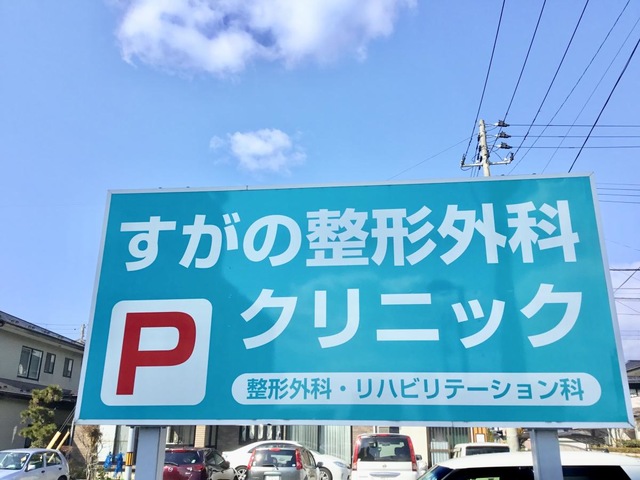 すがの整形外科
P
クリニック
整形外科・リハビリテーション科